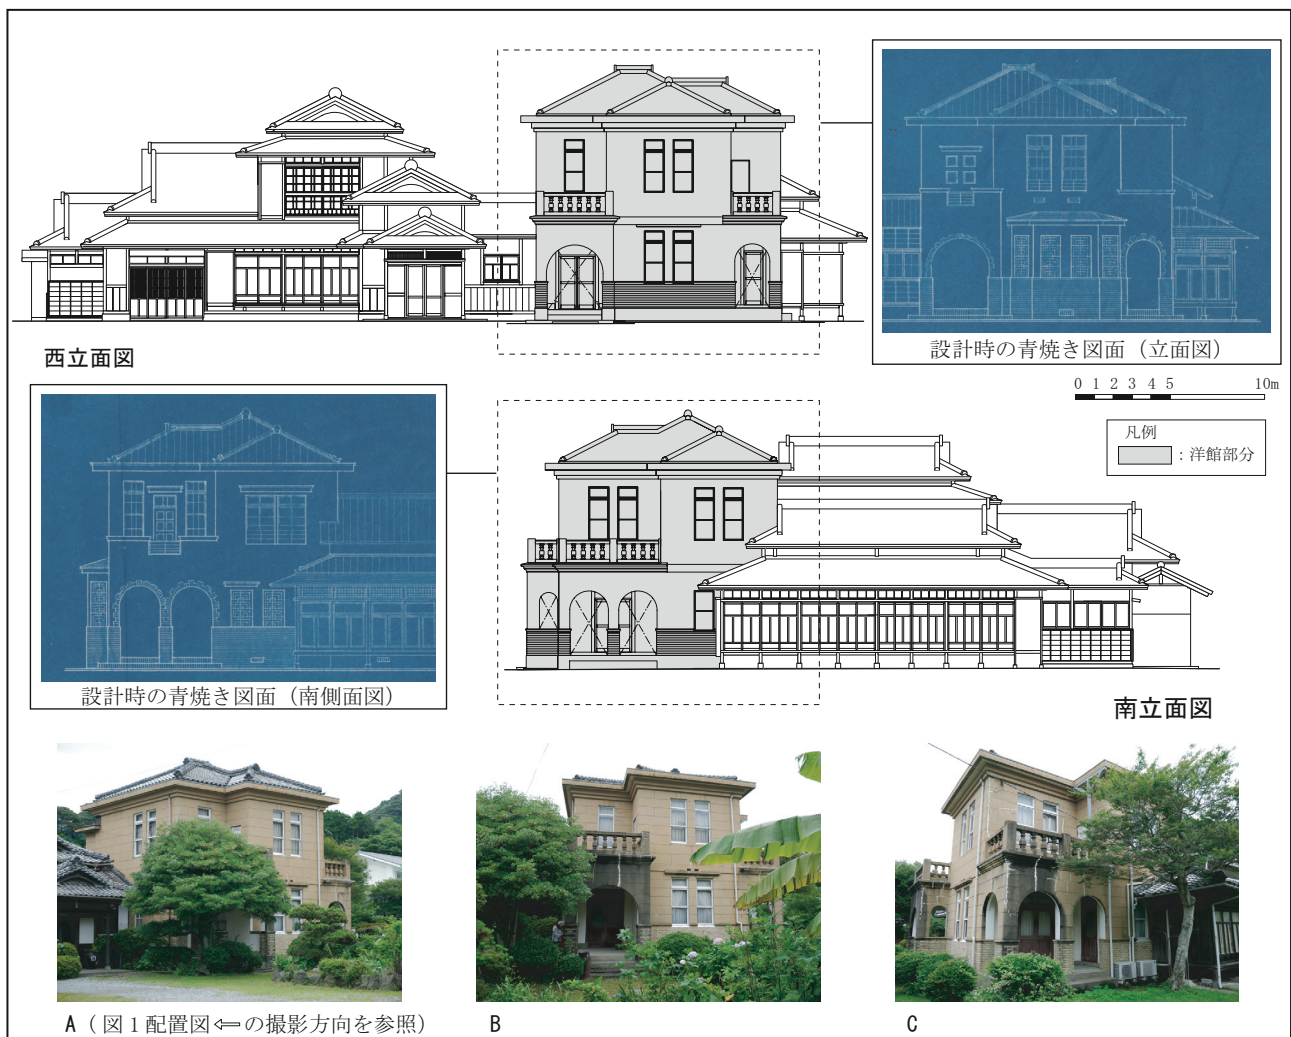 西立面図
設計時の青焼き図面（立面図）
0 1 2 3 4 5 10m
凡例
：洋館部分
設計時の青焼き図面（南側面図）
南立面図
A（図1配置図⇦の撮影方向を参照）
B
C